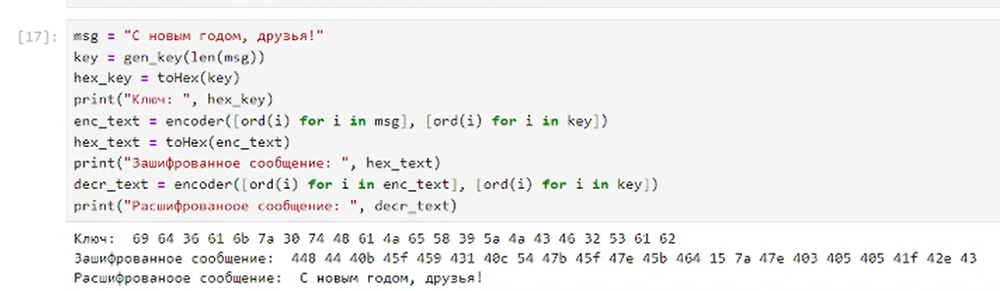 [17]:
msg = "С новым годом, друзья!"
key = gen_key(len(msg))
hex_key = toHex(key)
print("Ключ: ", hex_key)
enc_text = encoder([ord(i) for i in msg], [ord(i) for i in key])
hex_text = toHex(enc_text)
print("Зашифрованное сообщение: ", hex_text)
decr_text = encoder([ord(i) for i in enc_text], [ord(i) for i in key])
print("Расшифрованоое сообщение: ", decr_text)
Ключ:  69 64 36 61 6b 7a 30 74 48 61 4a 65 58 39 5a 4a 43 46 32 53 61 62
Зашифрованное сообщение:  448 44 40b 45f 459 431 40c 54 47b 45f 47e 45b 464 15 7a 47e 403 405 405 41f 42e 43
Расшифрованоое сообщение:  С новым годом, друзья!